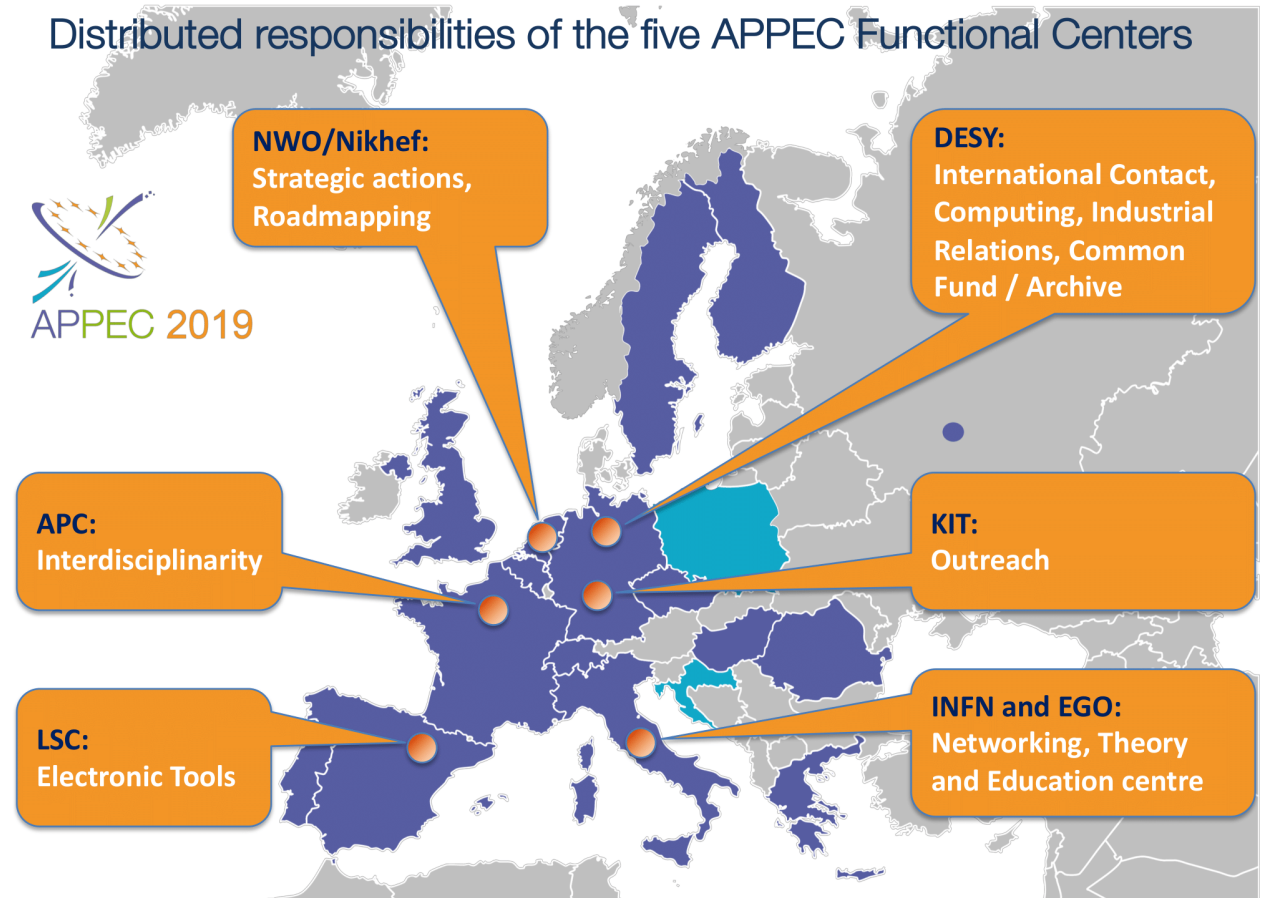 Distributed responsibilities of the five APPEC Functional Centers
NWO/Nikhef:
Strategic actions,
Roadmapping
DESY:
International Contact,
Computing, Industrial
Relations, Common
Fund / Archive
APPEC 2019
APC:
Interdisciplinarity
KIT:
Outreach
LSC:
Electronic Tools
INFN and EGO:
Networking, Theory
and Education centre